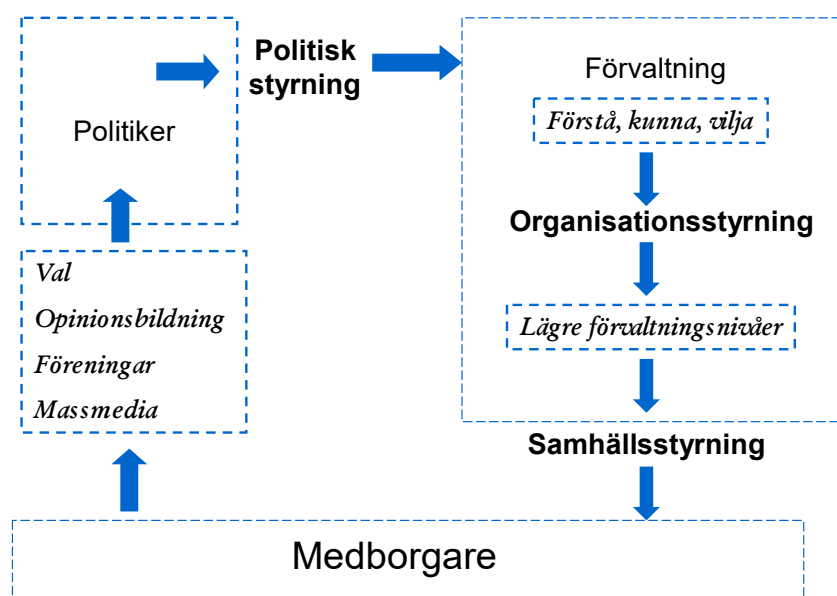 Politiker
Politisk
styrning
Förvaltning
Förstå, kunna, vilja
Organisationsstyrning
Lägre förvaltningsnivåer
Samhällsstyrning
Val
Opinionsbildning
Föreningar
Massmedia
Medborgare